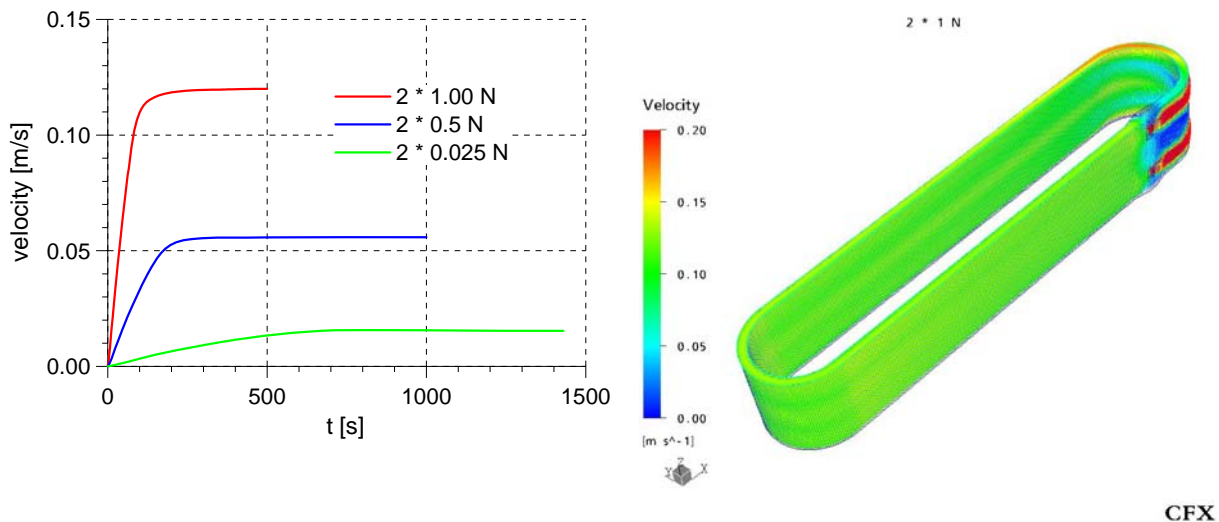 0.15
0.10
0.05
0.00
velocity [m/s]
2 * 1.00 N
2 * 0.5 N
2 * 0.025 N
0
500
1000
1500
t [s]
2 * 1 N
Velocity
0.20
0.15
0.10
0.05
0.00
[m s^-1]
Y
Z
X
CFX